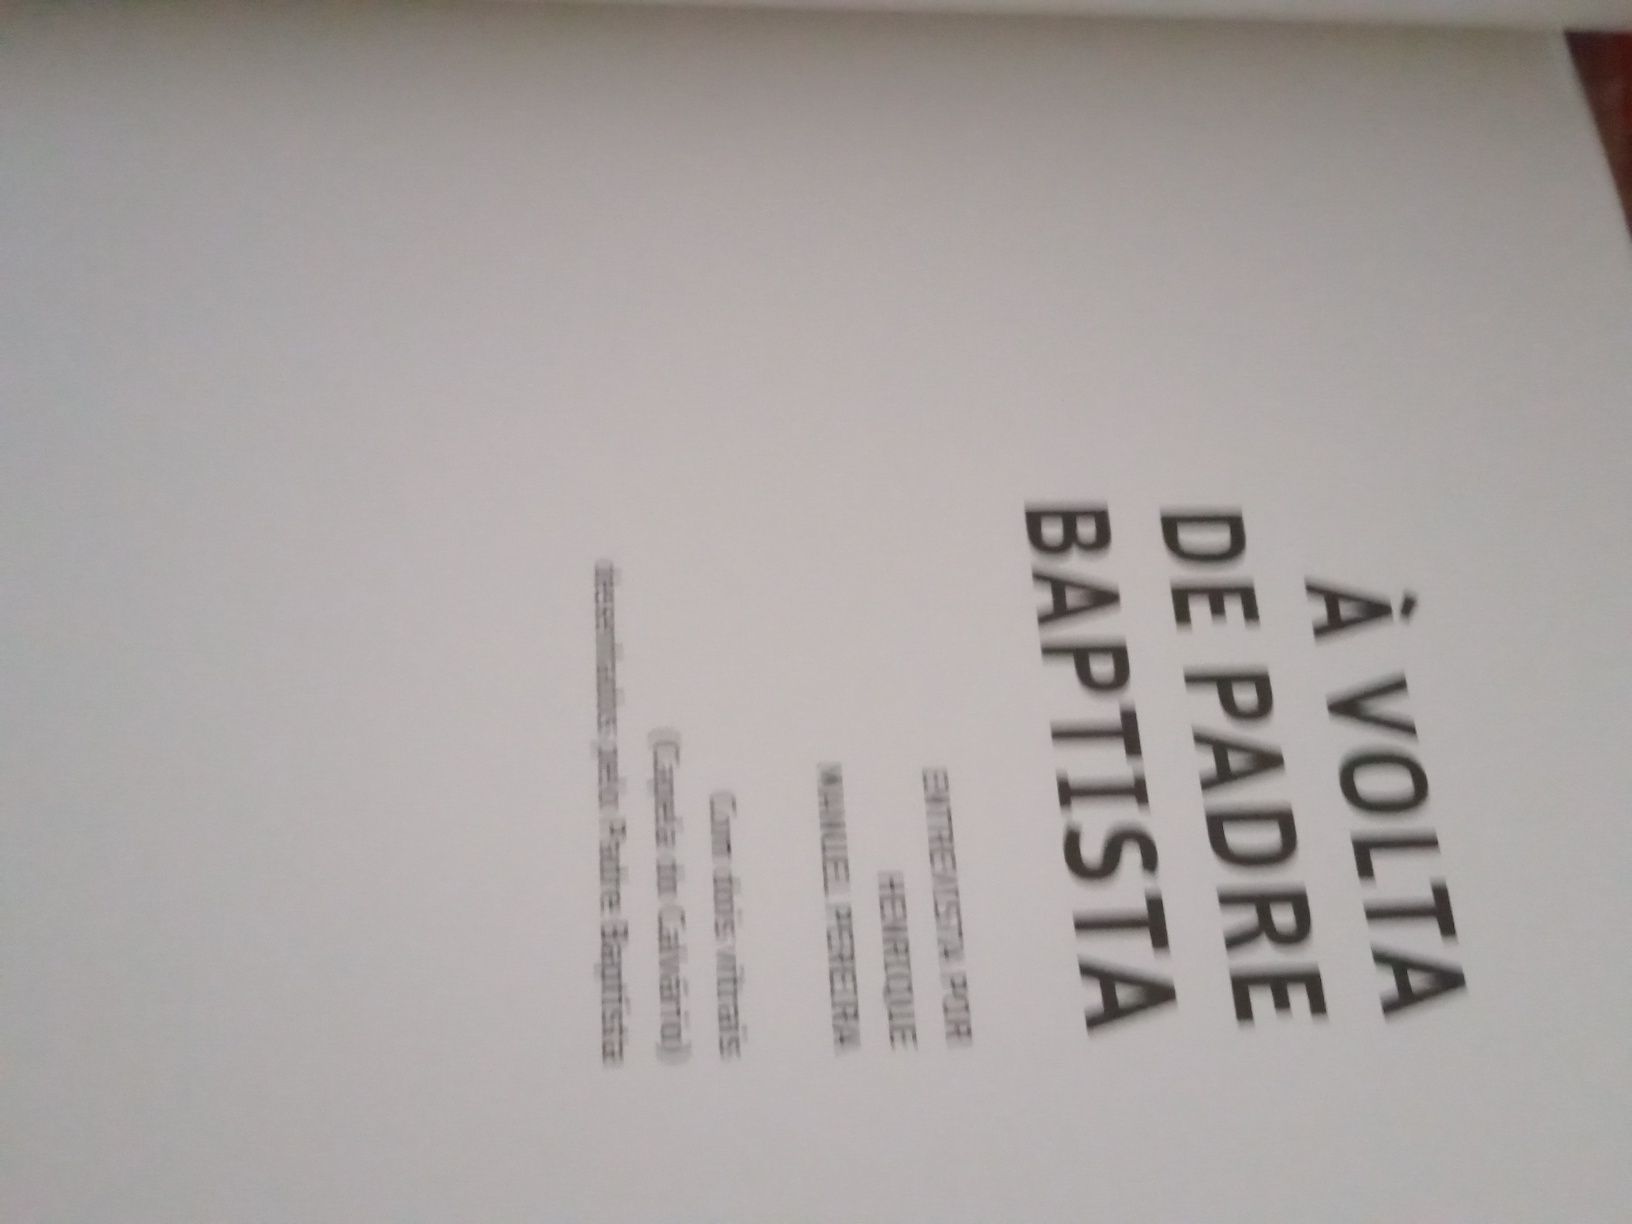 À VOLTA
DE PADRE
BAPTISTA
ENTREVISTA POR
HENRIQUE
MANUEL PEREIRA
Com dois vitrais
(Capela do Calvário)
desenhados pelo Padre Baptista